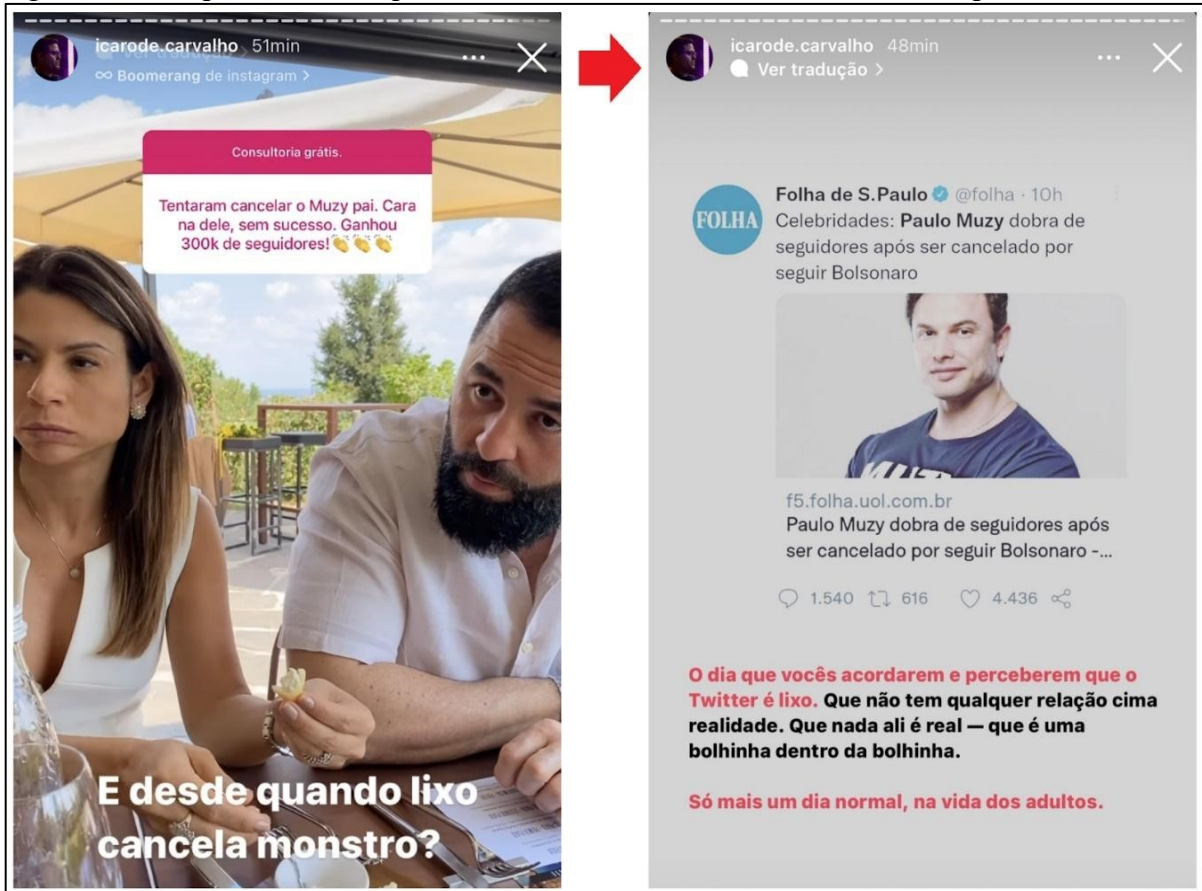 icarode.carvalho 51min
∞ Boomerang de instagram >
Consultoria grátis.
Tentaram cancelar o Muzy pai. Cara
na dele, sem sucesso. Ganhou
300k de seguidores!👏👏👏
E desde quando lixo
cancela monstro?
icarode.carvalho 48min
Ver tradução >
FOLHA
Folha de S.Paulo @folha · 10h
Celebridades: Paulo Muzy dobra de
seguidores após ser cancelado por
seguir Bolsonaro
MUZY
f5.folha.uol.com.br
Paulo Muzy dobra de seguidores após
ser cancelado por seguir Bolsonaro -...
1.540 616 4.436
O dia que vocês acordarem e perceberem que o
Twitter é lixo. Que não tem qualquer relação cima
realidade. Que nada ali é real — que é uma
bolhinha dentro da bolhinha.
Só mais um dia normal, na vida dos adultos.